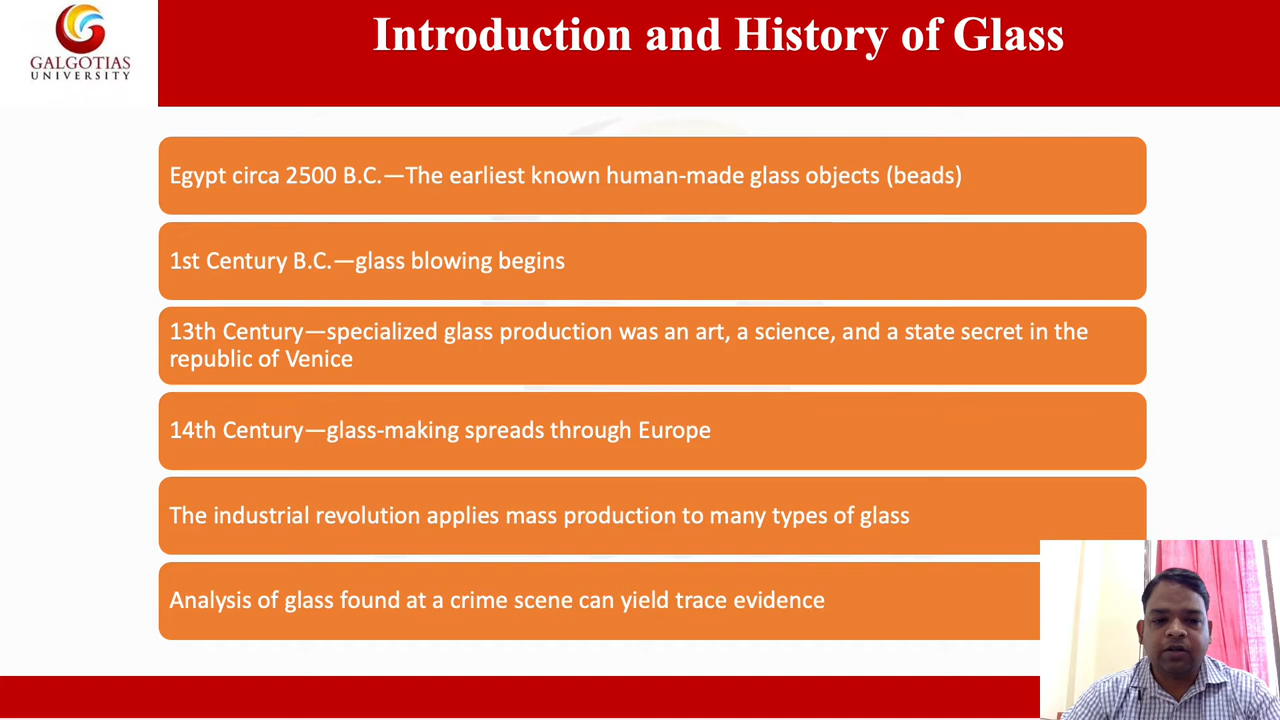 GALGOTIAS
UNIVERSITY
Introduction and History of Glass
Egypt circa 2500 B.C.—The earliest known human-made glass objects (beads)
1st Century B.C.—glass blowing begins
13th Century—specialized glass production was an art, a science, and a state secret in the
republic of Venice
14th Century—glass-making spreads through Europe
The industrial revolution applies mass production to many types of glass
Analysis of glass found at a crime scene can yield trace evidence